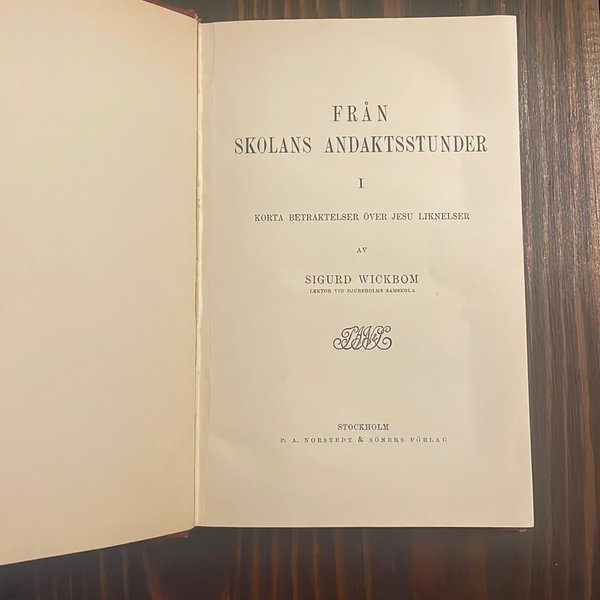 FRÅN
SKOLANS ANDAKTSSTUNDER
I
KORTA BETRAKTELSER ÖVER JESU LIKNELSER
AV
SIGURD WICKBOM
LEKTOR VID DJURSHOLMS SAMSKOLA
STOCKHOLM
P. A. NORSTEDT & SÖNERS FÖRLAG